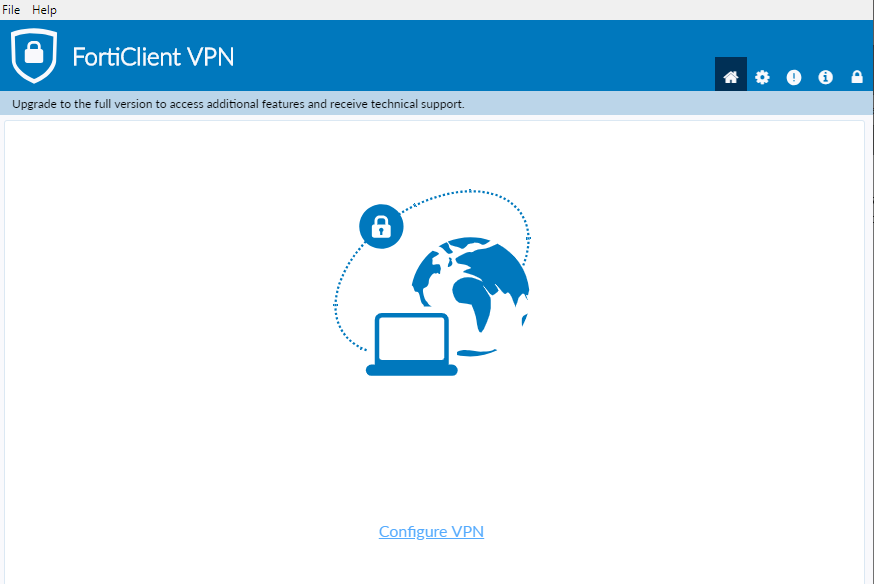 File Help
FortiClient VPN
Upgrade to the full version to access additional features and receive technical support.
Configure VPN